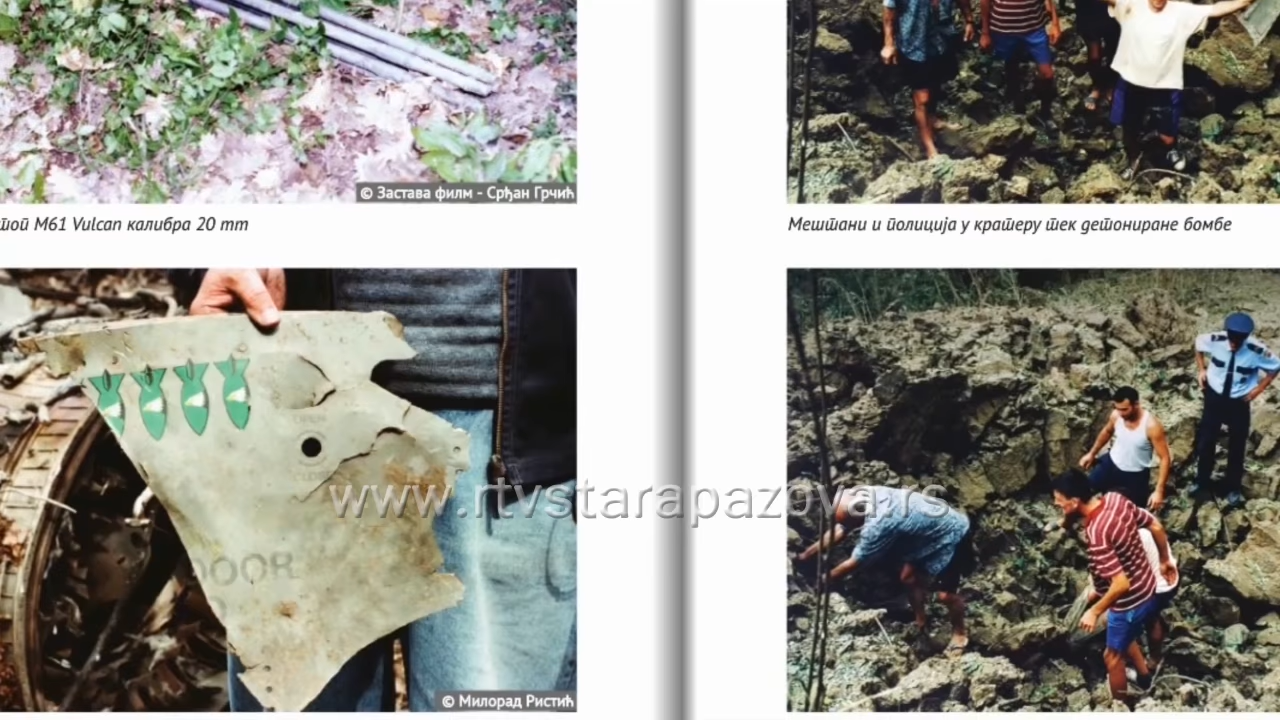 © Застава филм - Срђан Грчић
М61 Vulcan калибра 20 mm
Мештани и полиција у кратеру тек детониране бомбе
DOOR
www.rtvstarapazova.rs
© Милорад Ристић